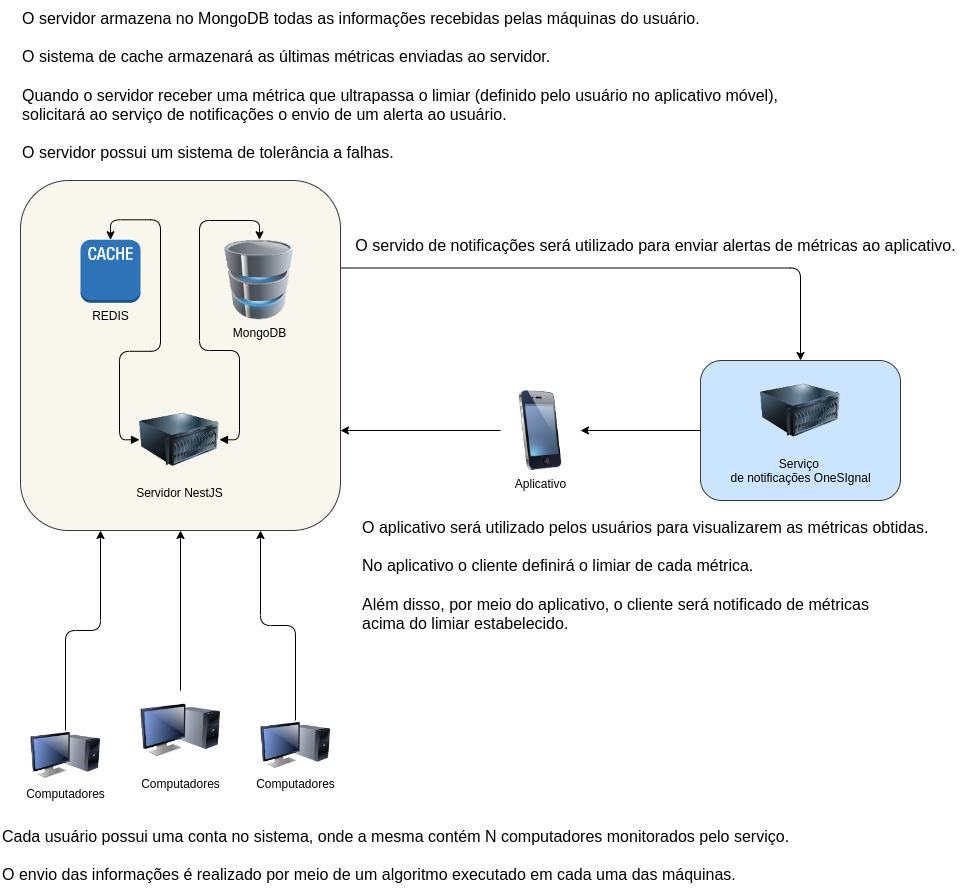 O servidor armazena no MongoDB todas as informações recebidas pelas máquinas do usuário.
O sistema de cache armazenará as últimas métricas enviadas ao servidor.
Quando o servidor receber uma métrica que ultrapassa o limiar (definido pelo usuário no aplicativo móvel),
solicitará ao serviço de notificações o envio de um alerta ao usuário.
O servidor possui um sistema de tolerância a falhas.
CACHE
REDIS
MongoDB
O servido de notificações será utilizado para enviar alertas de métricas ao aplicativo.
Servidor NestJS
Aplicativo
Serviço
de notificações OneSIgnal
O aplicativo será utilizado pelos usuários para visualizarem as métricas obtidas.
No aplicativo o cliente definirá o limiar de cada métrica.
Além disso, por meio do aplicativo, o cliente será notificado de métricas
acima do limiar estabelecido.
Computadores
Computadores
Computadores
Cada usuário possui uma conta no sistema, onde a mesma contém N computadores monitorados pelo serviço.
O envio das informações é realizado por meio de um algoritmo executado em cada uma das máquinas.